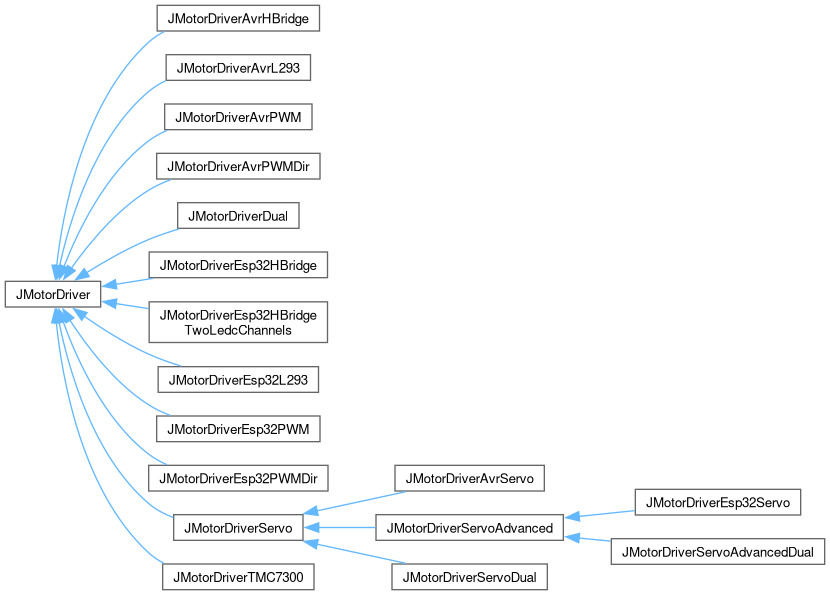 JMotorDriverAvrHBridge
JMotorDriverAvrL293
JMotorDriverAvrPWM
JMotorDriverAvrPWMDir
JMotorDriverDual
JMotorDriverEsp32HBridge
JMotorDriver
JMotorDriverEsp32HBridge
TwoLedcChannels
JMotorDriverEsp32L293
JMotorDriverEsp32PWM
JMotorDriverEsp32PWMDir
JMotorDriverAvrServo
JMotorDriverEsp32Servo
JMotorDriverServo
JMotorDriverServoAdvanced
JMotorDriverServoAdvancedDual
JMotorDriverTMC7300
JMotorDriverServoDual